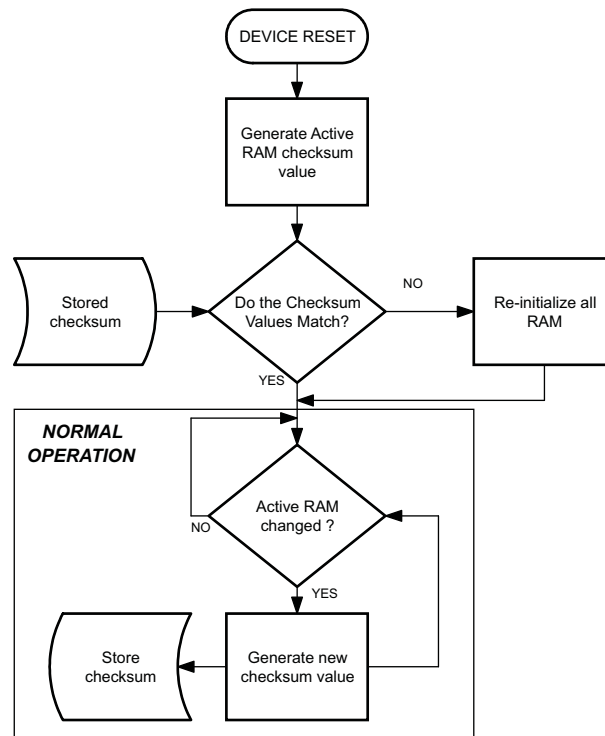 DEVICE RESET
Generate Active
RAM checksum
value
Stored
checksum
Do the Checksum
Values Match?
NO
Re-initialize all
RAM
YES
NORMAL
OPERATION
Active RAM
changed ?
NO
YES
Store
checksum
Generate new
checksum value